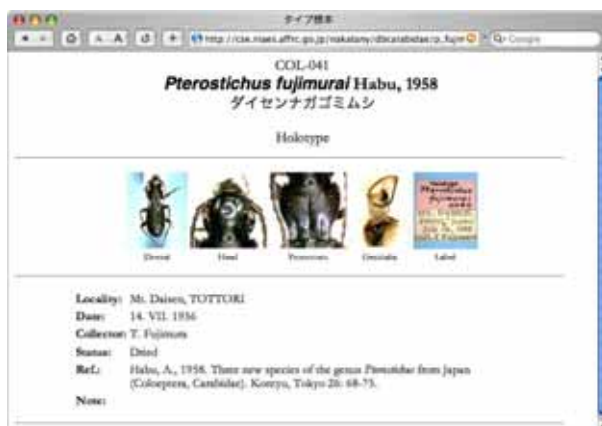 タイプ標本
Google
COL-041
Pterostichus fujimurai Habu, 1958
ダイセンナガゴミムシ
Holotype
Dorsal Head Pronotum Genitalia Label
Locality: Mt. Daisen, TOTTORI
Date: 14. VII. 1956
Collector: T. Fujimura
Status: Dried
Ref.: Habu, A., 1958. Three new species of the genus Pterostichus from Japan
(Coleoptera, Carabidae). Kontyu, Tokyo 26: 68-75.
Note: